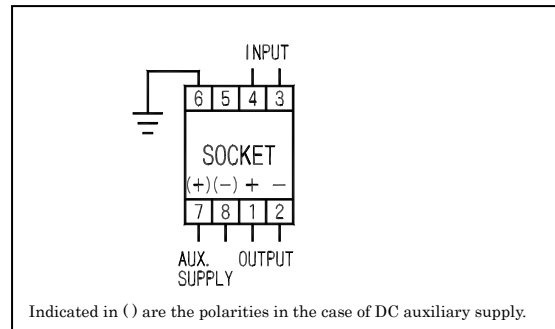 INPUT
6 5 4 3
SOCKET
(+) (−) + −
7 8 1 2
AUX. SUPPLY
OUTPUT
Indicated in ( ) are the polarities in the case of DC auxiliary supply.